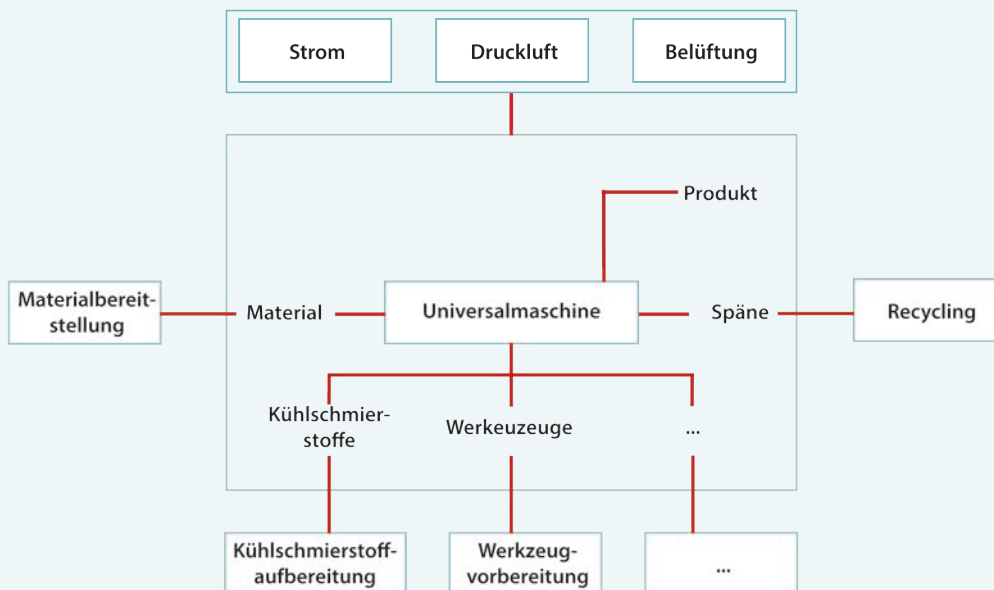 Strom
Druckluft
Belüftung
Produkt
Materialbereit-
stellung
Material
Universalmaschine
Späne
Recycling
Kühlschmier-
stoffe
Werkeuzeuge
...
Kühlschmierstoff-
aufbereitung
Werkzeug-
vorbereitung
...